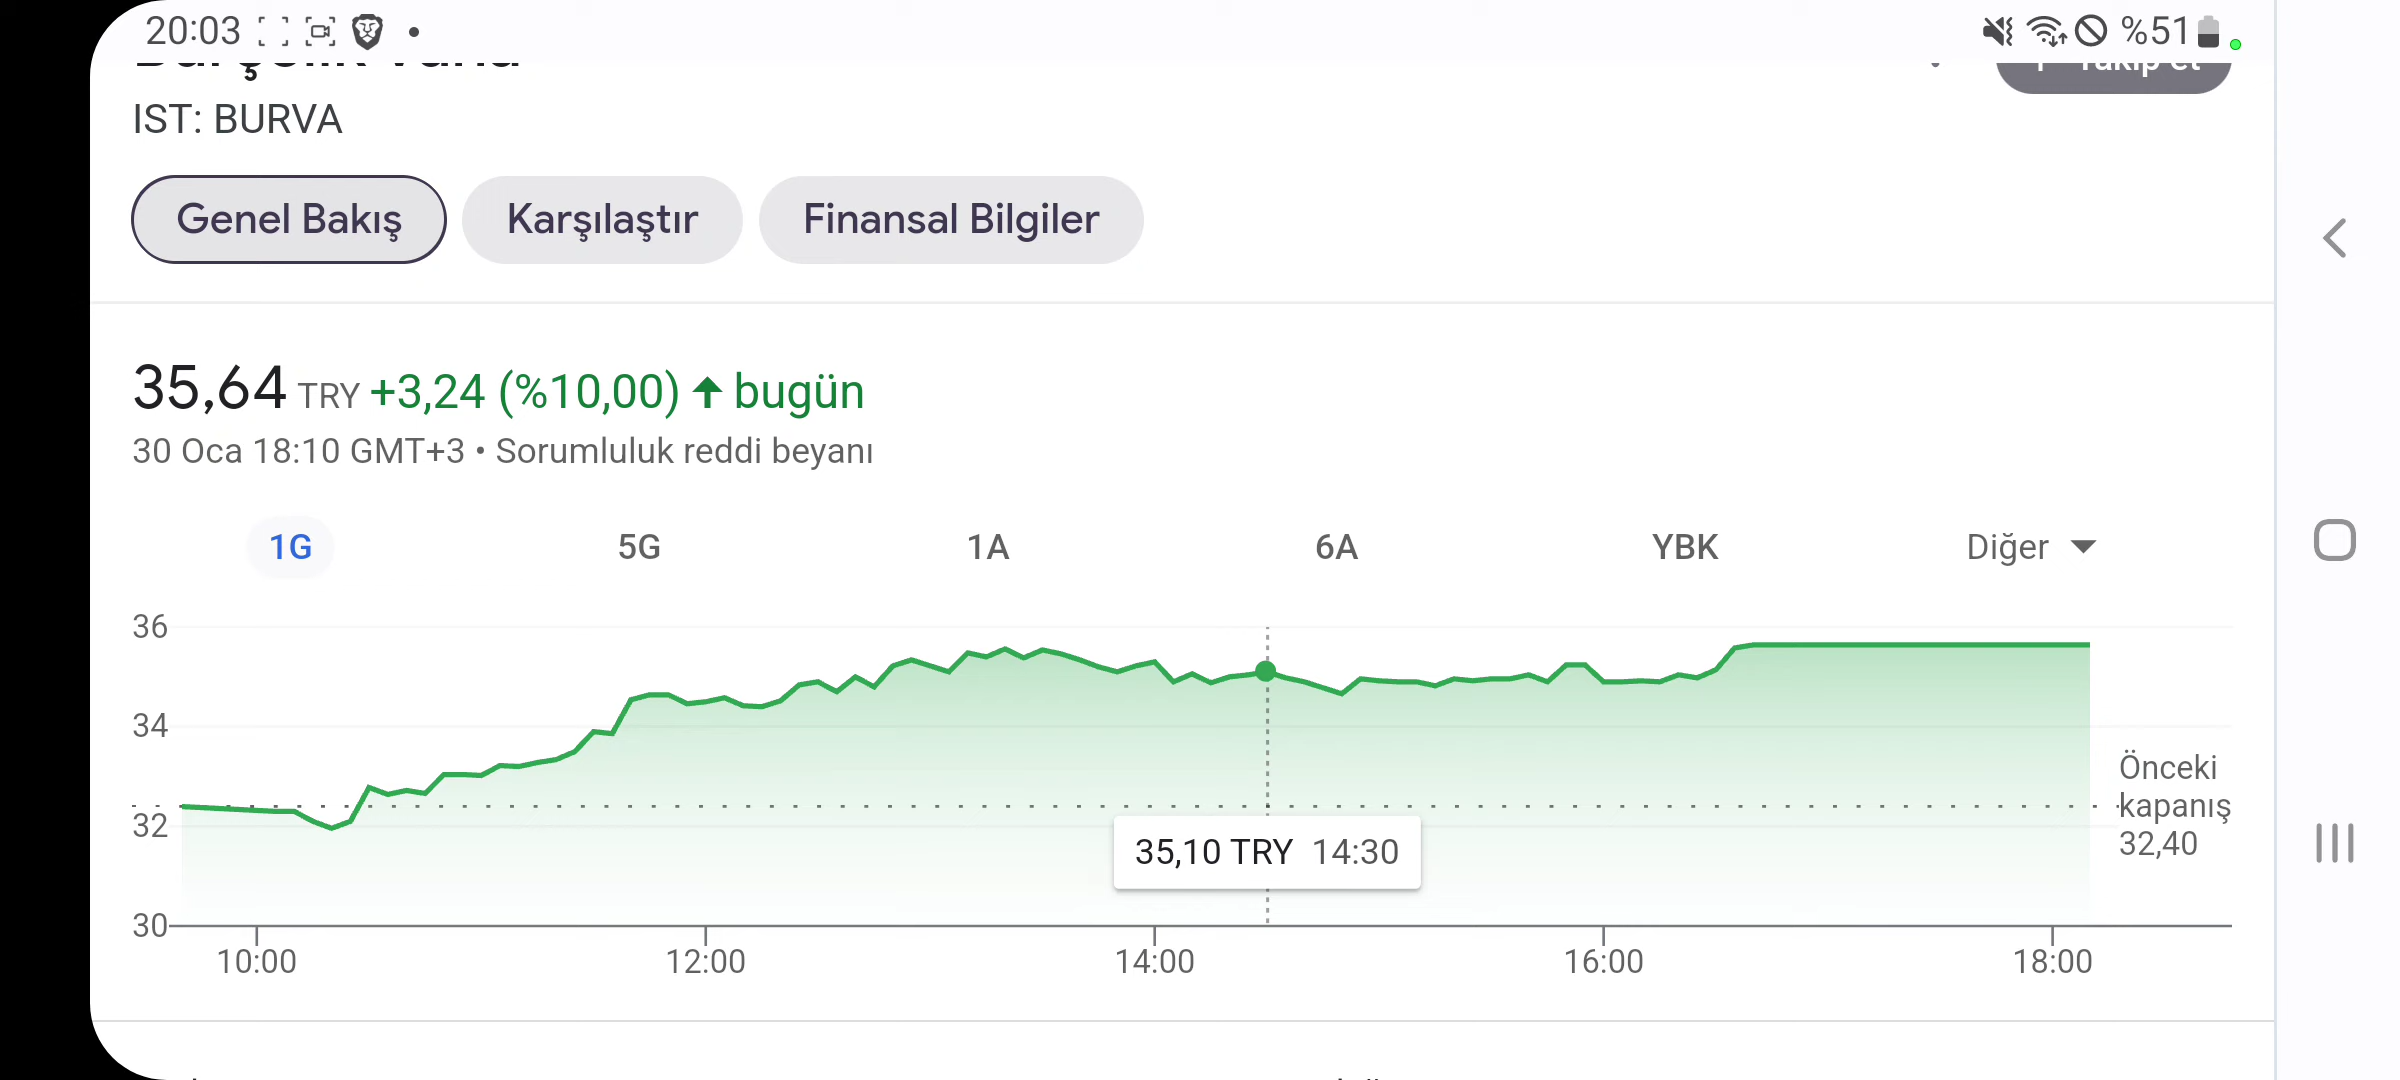 20:03 %51
IST: BURVA
Genel Bakış Karşılaştır Finansal Bilgiler
35,64 TRY +3,24 (%10,00) ↑ bugün
30 Oca 18:10 GMT+3 • Sorumluluk reddi beyanı
1G 5G 1A 6A YBK Diğer
36
34
32
30
Önceki
kapanış
32,40
35,10 TRY 14:30
10:00 12:00 14:00 16:00 18:00